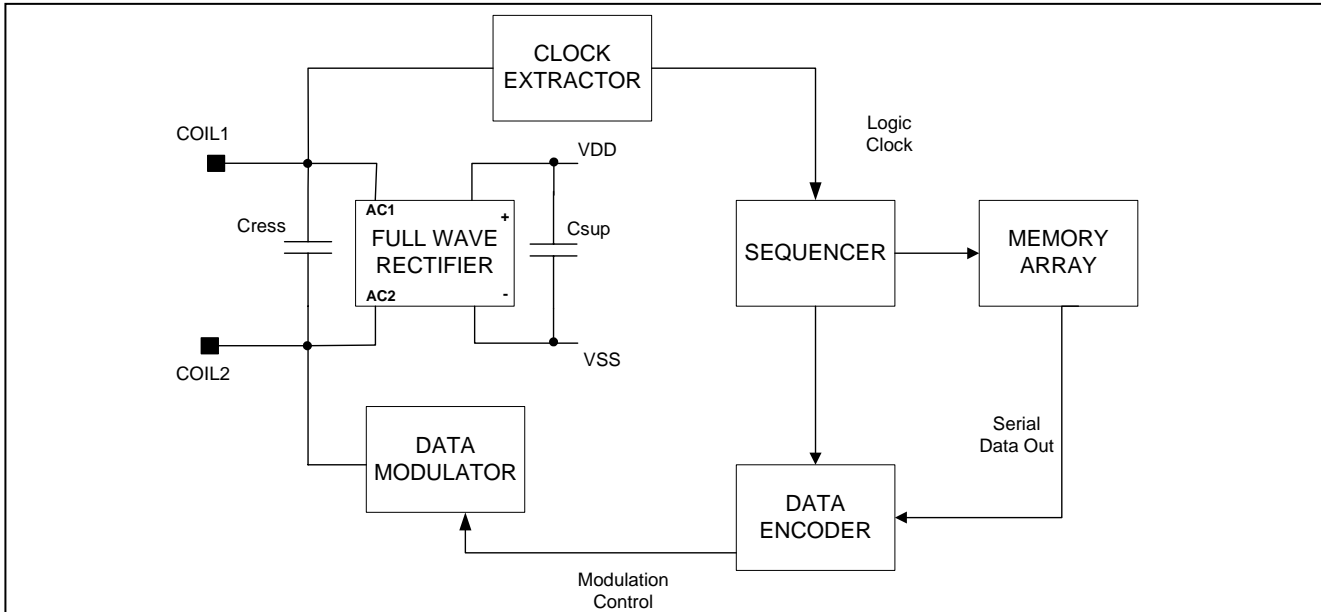 CLOCK
EXTRACTOR
COIL1
VDD
Logic
Clock
AC1
+
Cress
FULL WAVE
RECTIFIER
Csup
SEQUENCER
MEMORY
ARRAY
AC2
-
COIL2
VSS
DATA
MODULATOR
Serial
Data Out
DATA
ENCODER
Modulation
Control